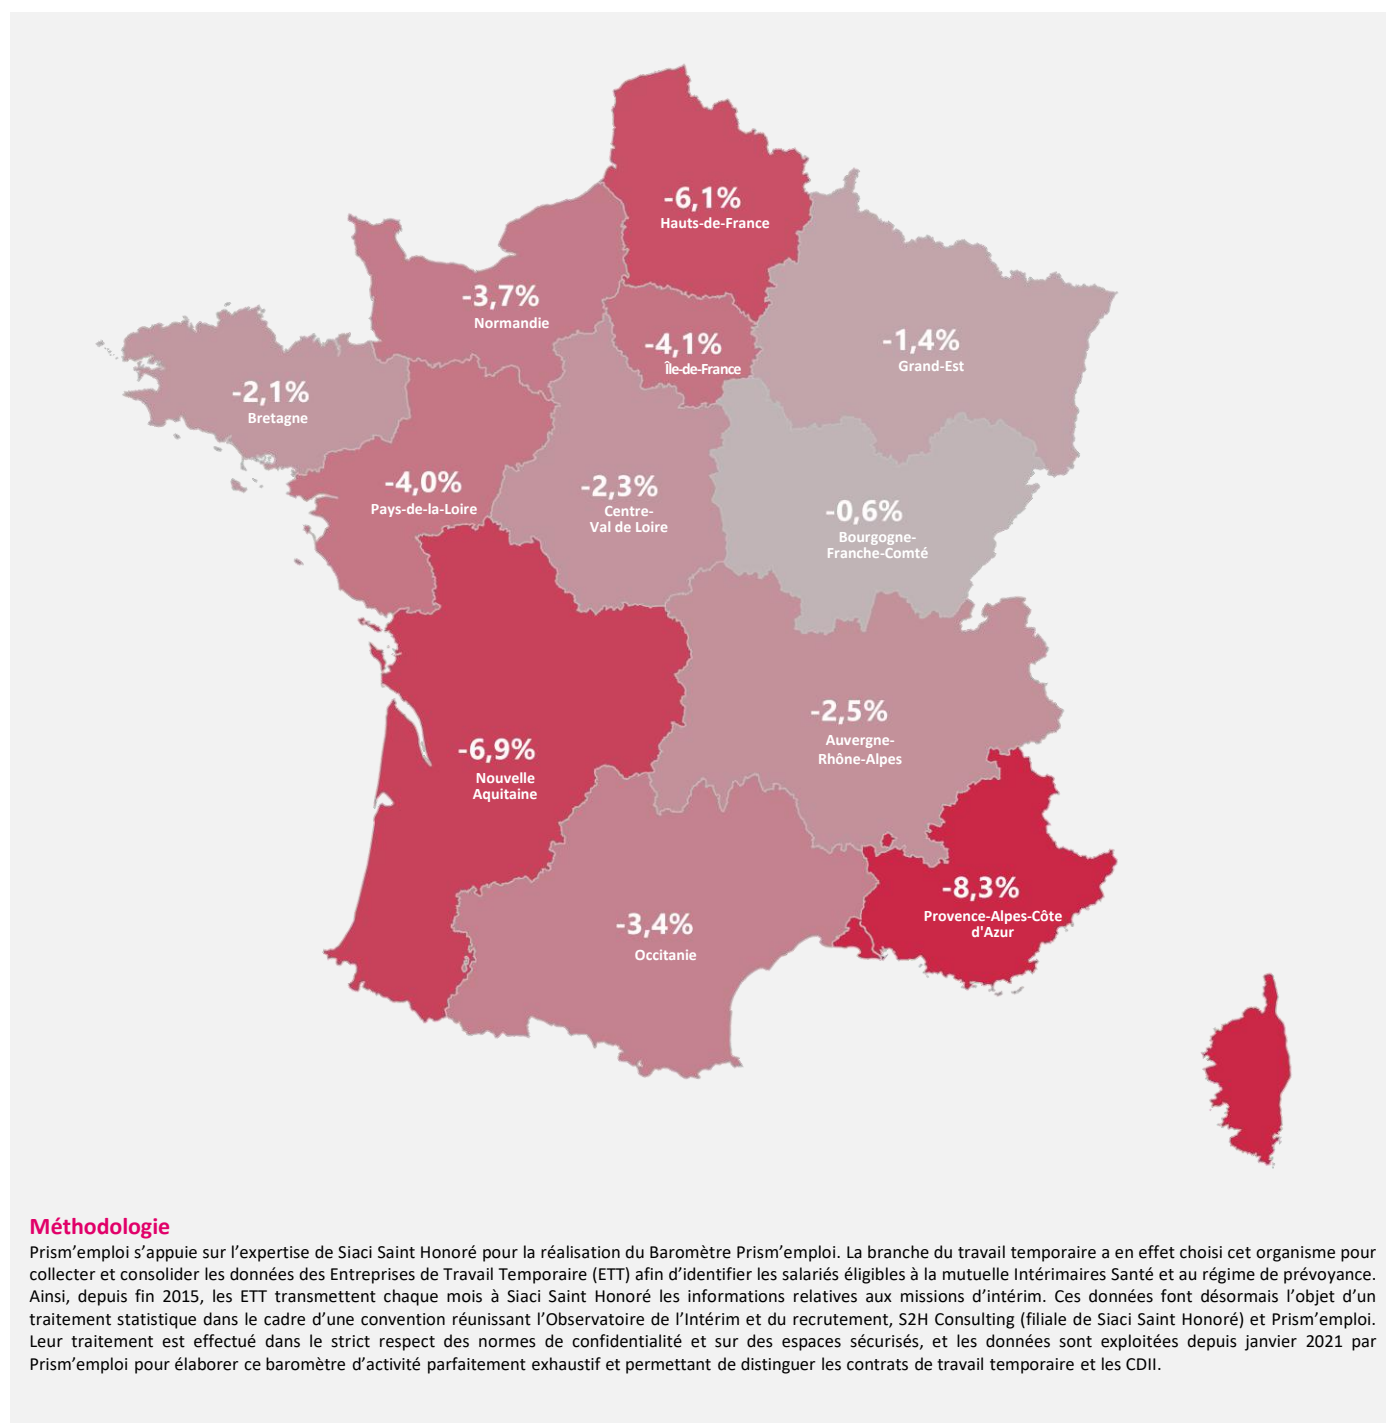 -6,1%
Hauts-de-France
-3,7%
Normandie
-4,1%
Île-de-France
-1,4%
Grand-Est
-2,1%
Bretagne
-4,0%
Pays-de-la-Loire
-2,3%
Centre-
Val de Loire
-0,6%
Bourgogne-
Franche-Comté
-2,5%
Auvergne-
Rhône-Alpes
-6,9%
Nouvelle
Aquitaine
-8,3%
Provence-Alpes-Côte
d'Azur
-3,4%
Occitanie
Méthodologie
Prism’emploi s’appuie sur l’expertise de Siaci Saint Honoré pour la réalisation du Baromètre Prism’emploi. La branche du travail temporaire a en effet choisi cet organisme pour
collecter et consolider les données des Entreprises de Travail Temporaire (ETT) afin d’identifier les salariés éligibles à la mutuelle Intérimaires Santé et au régime de prévoyance.
Ainsi, depuis fin 2015, les ETT transmettent chaque mois à Siaci Saint Honoré les informations relatives aux missions d’intérim. Ces données font désormais l’objet d’un
traitement statistique dans le cadre d’une convention réunissant l’Observatoire de l’Intérim et du recrutement, S2H Consulting (filiale de Siaci Saint Honoré) et Prism’emploi.
Leur traitement est effectué dans le strict respect des normes de confidentialité et sur des espaces sécurisés, et les données sont exploitées depuis janvier 2021 par
Prism’emploi pour élaborer ce baromètre d’activité parfaitement exhaustif et permettant de distinguer les contrats de travail temporaire et les CDII.